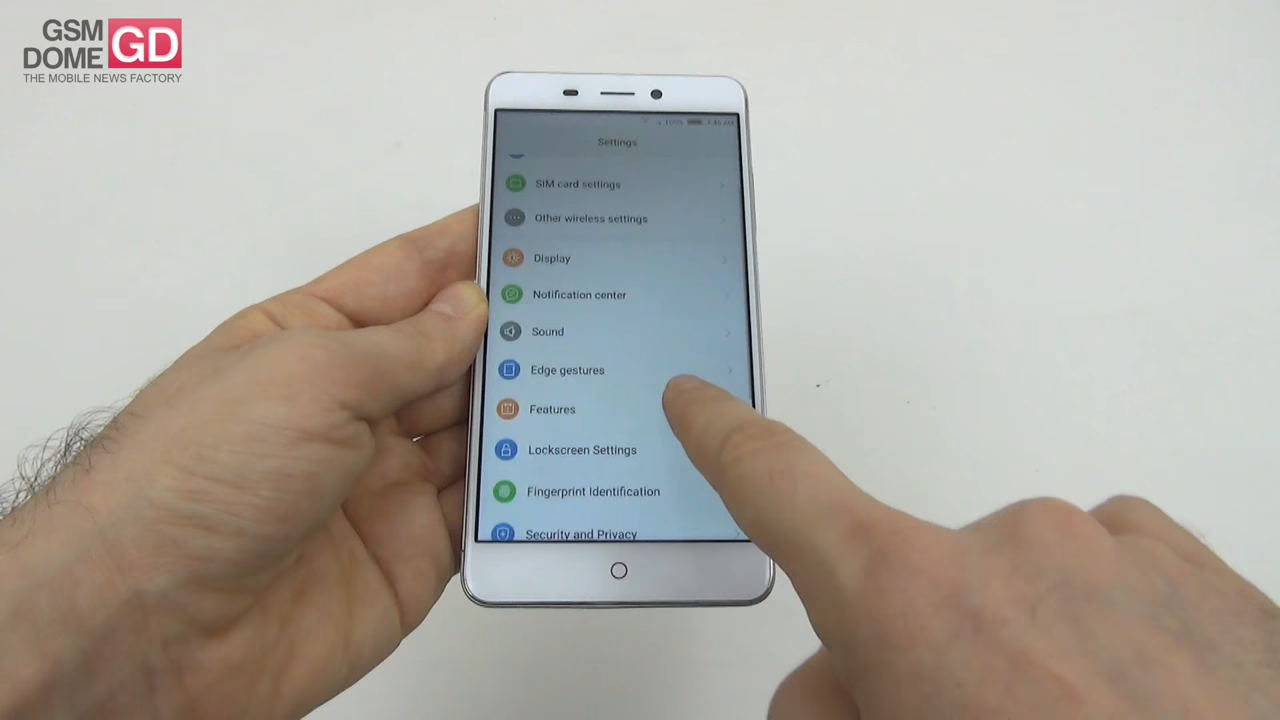 GSM
DOME GD
THE MOBILE NEWS FACTORY
100%
Settings
SIM card settings
Other wireless settings
Display
Notification center
Sound
Edge gestures
Features
Lockscreen Settings
Fingerprint Identification
Security and Privacy